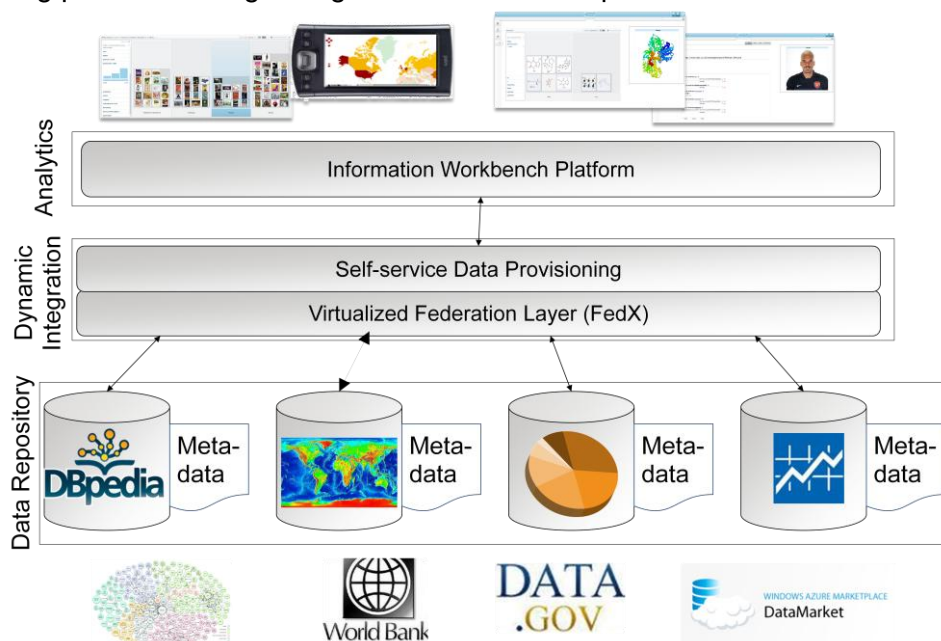 Analytics
Information Workbench Platform
Dynamic
Integration
Self-service Data Provisioning
Virtualized Federation Layer (FedX)
Data Repository
DBpedia
Meta-
data
Meta-
data
Meta-
data
Meta-
data
World Bank
DATA
.GOV
WINDOWS AZURE MARKETPLACE
DataMarket